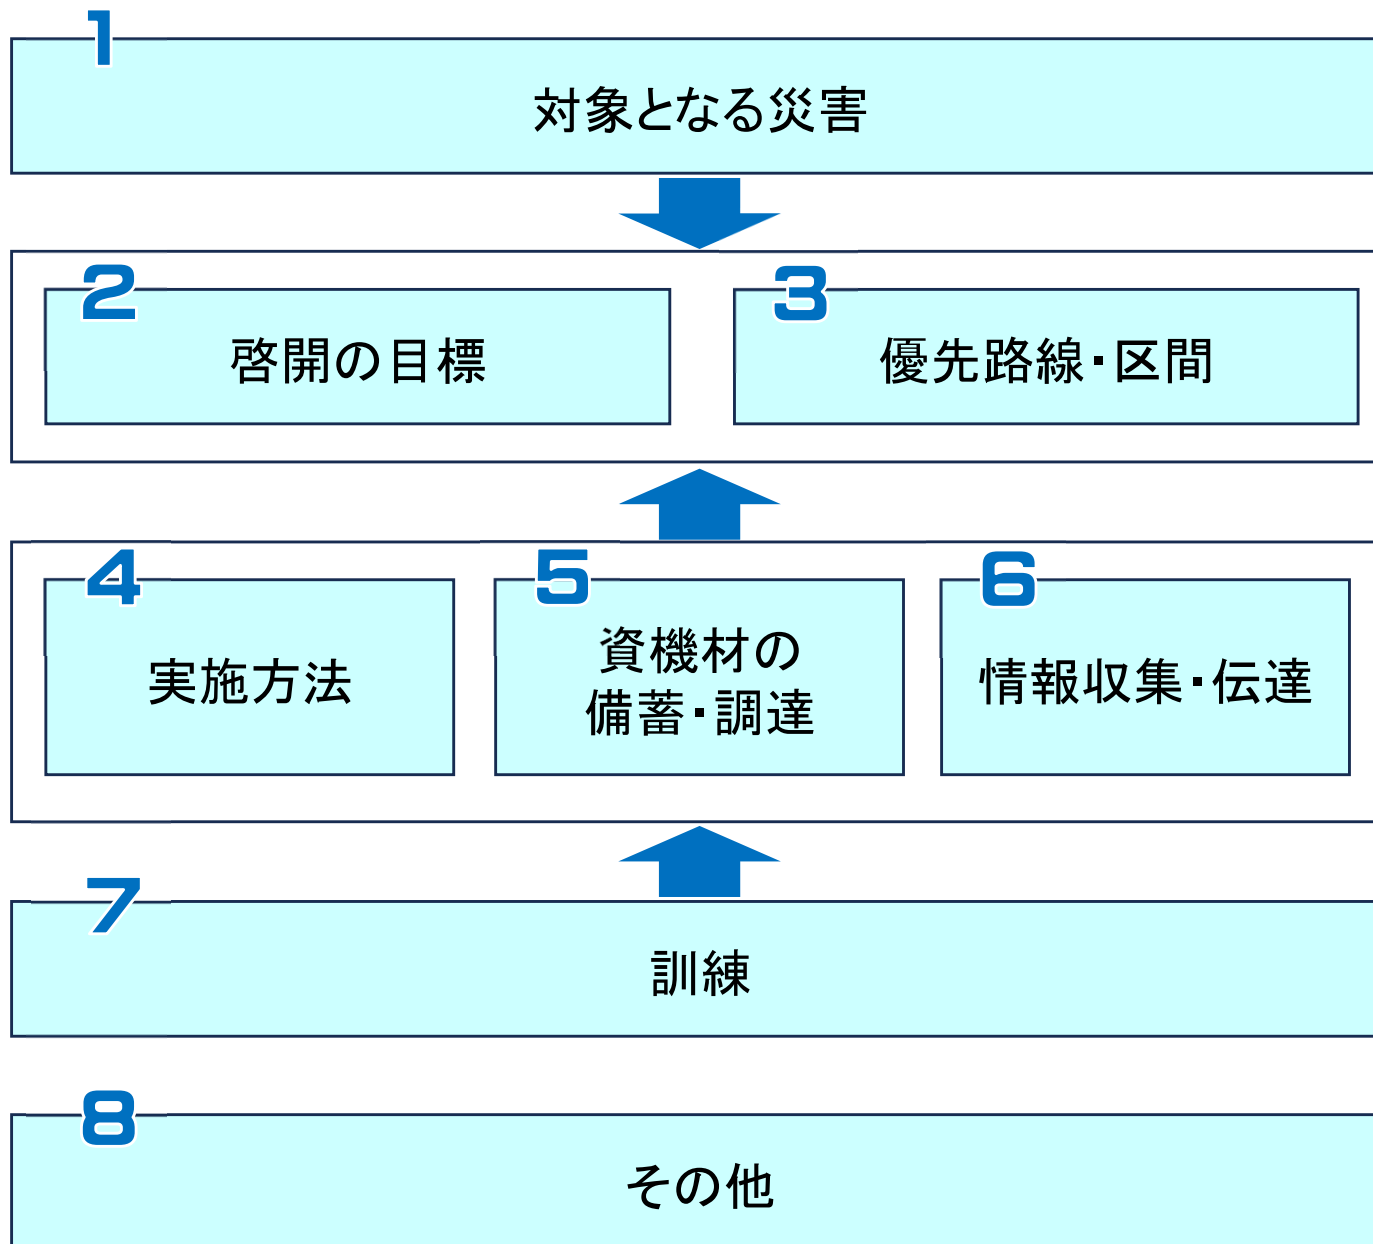 1
対象となる災害
2
啓開の目標
3
優先路線・区間
4
実施方法
5
資機材の
備蓄・調達
6
情報収集・伝達
7
訓練
8
その他